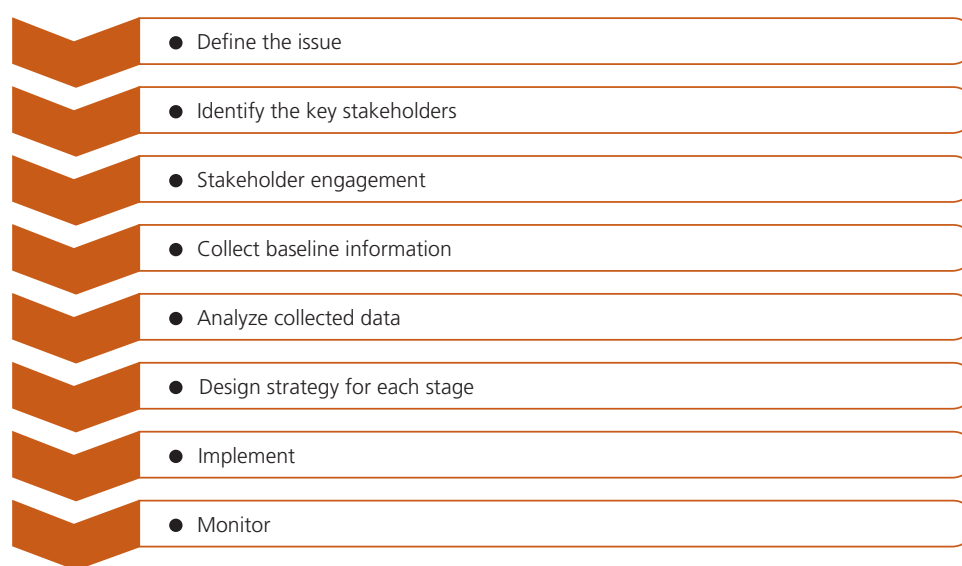 ● Define the issue
● Identify the key stakeholders
● Stakeholder engagement
● Collect baseline information
● Analyze collected data
● Design strategy for each stage
● Implement
● Monitor